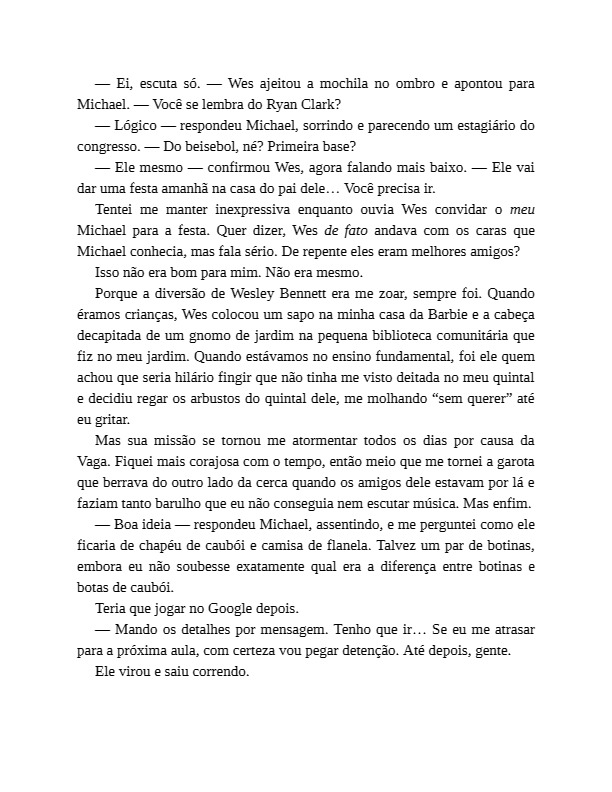 — Ei, escuta só. — Wes ajeitou a mochila no ombro e apontou para
Michael. — Você se lembra do Ryan Clark?
— Lógico — respondeu Michael, sorrindo e parecendo um estagiário do
congresso. — Do beisebol, né? Primeira base?
— Ele mesmo — confirmou Wes, agora falando mais baixo. — Ele vai
dar uma festa amanhã na casa do pai dele… Você precisa ir.
Tentei me manter inexpressiva enquanto ouvia Wes convidar o meu
Michael para a festa. Quer dizer, Wes de fato andava com os caras que
Michael conhecia, mas fala sério. De repente eles eram melhores amigos?
Isso não era bom para mim. Não era mesmo.
Porque a diversão de Wesley Bennett era me zoar, sempre foi. Quando
éramos crianças, Wes colocou um sapo na minha casa da Barbie e a cabeça
decapitada de um gnomo de jardim na pequena biblioteca comunitária que
fiz no meu jardim. Quando estávamos no ensino fundamental, foi ele quem
achou que seria hilário fingir que não tinha me visto deitada no meu quintal
e decidiu regar os arbustos do quintal dele, me molhando “sem querer” até
eu gritar.
Mas sua missão se tornou me atormentar todos os dias por causa da
Vaga. Fiquei mais corajosa com o tempo, então meio que me tornei a garota
que berrava do outro lado da cerca quando os amigos dele estavam por lá e
faziam tanto barulho que eu não conseguia nem escutar música. Mas enfim.
— Boa ideia — respondeu Michael, assentindo, e me perguntei como ele
ficaria de chapéu de caubói e camisa de flanela. Talvez um par de botinas,
embora eu não soubesse exatamente qual era a diferença entre botinas e
botas de caubói.
Teria que jogar no Google depois.
— Mando os detalhes por mensagem. Tenho que ir… Se eu me atrasar
para a próxima aula, com certeza vou pegar detenção. Até depois, gente.
Ele virou e saiu correndo.